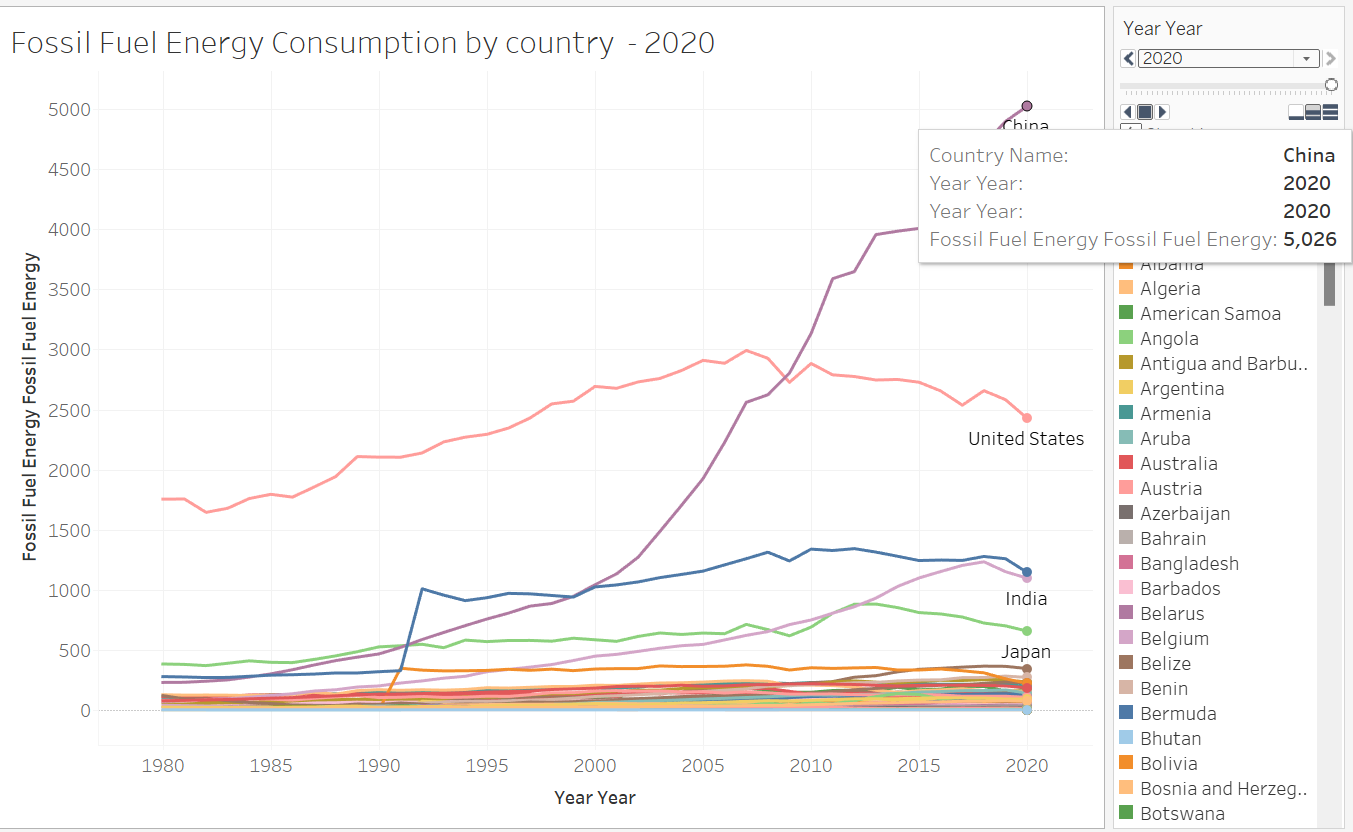 Fossil Fuel Energy Consumption by country - 2020
Fossil Fuel Energy Fossil Fuel Energy
5000
4500
4000
3500
3000
2500
2000
1500
1000
500
0
China
United States
India
Japan
1980 1985 1990 1995 2000 2005 2010 2015 2020
Year Year
Country Name: China
Year Year: 2020
Year Year: 2020
Fossil Fuel Energy Fossil Fuel Energy: 5,026
Year Year
2020
Albania
Algeria
American Samoa
Angola
Antigua and Barbu..
Argentina
Armenia
Aruba
Australia
Austria
Azerbaijan
Bahrain
Bangladesh
Barbados
Belarus
Belgium
Belize
Benin
Bermuda
Bhutan
Bolivia
Bosnia and Herzeg..
Botswana